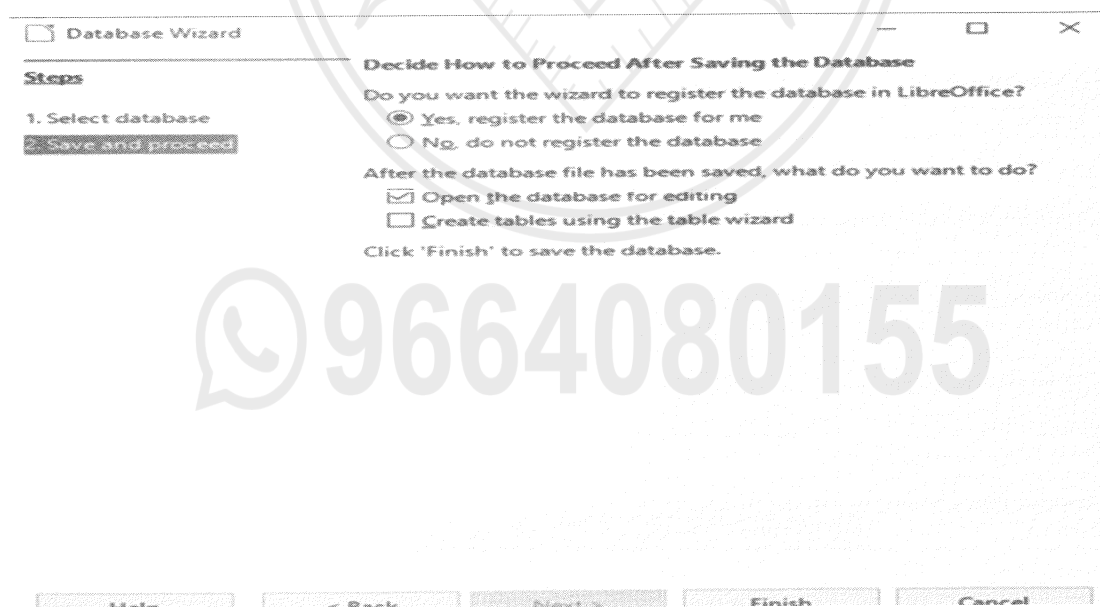 Database Wizard
Steps
1. Select database
2. Save and proceed
Decide How to Proceed After Saving the Database
Do you want the wizard to register the database in LibreOffice?
Yes, register the database for me
No, do not register the database
After the database file has been saved, what do you want to do?
Open the database for editing
Create tables using the table wizard
Click 'Finish' to save the database.
9664080155
Help
< Back
Next >
Finish
Cancel